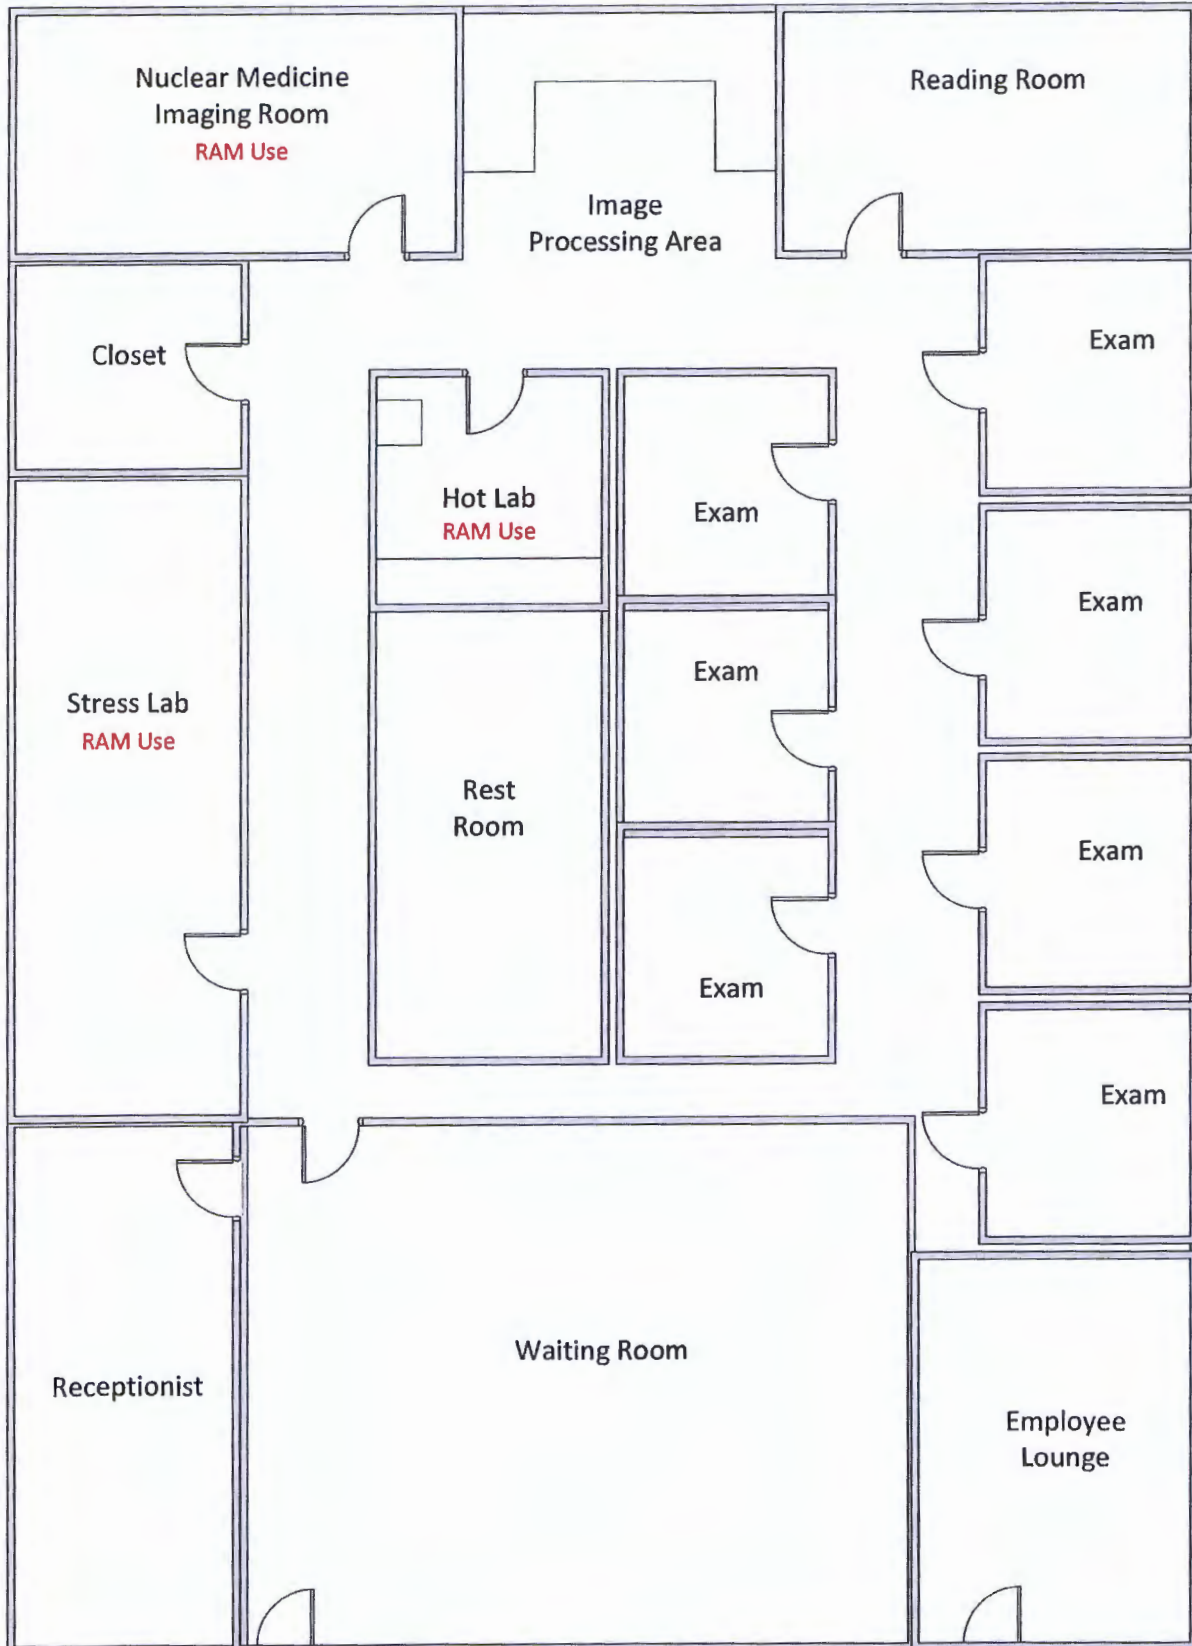 Nuclear Medicine
Imaging Room
RAM Use
Reading Room
Image
Processing Area
Closet
Exam
Hot Lab
RAM Use
Exam
Exam
Stress Lab
RAM Use
Exam
Rest
Room
Exam
Exam
Exam
Receptionist
Waiting Room
Employee
Lounge